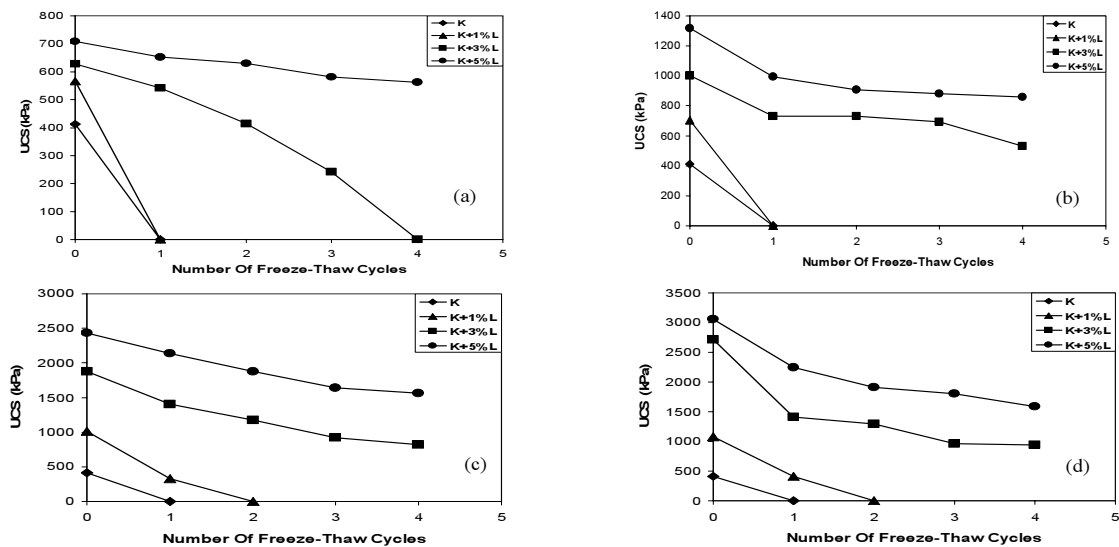 800
700
600
500
400
300
200
100
0
UCS (kPa)
0 1 2 3 4 5
Number Of Freeze-Thaw Cycles
K
K+1%L
K+3%L
K+5%L
(a)
1400
1200
1000
800
600
400
200
0
UCS (kPa)
0 1 2 3 4 5
Number Of Freeze-Thaw Cycles
K
K+1%L
K+3%L
K+5%L
(b)
3000
2500
2000
1500
1000
500
0
UCS (kPa)
0 1 2 3 4 5
Number Of Freeze-Thaw Cycles
K
K+1%L
K+3%L
K+5%L
(c)
3500
3000
2500
2000
1500
1000
500
0
UCS (kPa)
0 1 2 3 4 5
Number Of Freeze-Thaw Cycles
K
K+1%L
K+3%L
K+5%L
(d)